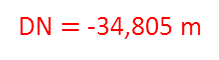 DN = -34,805 m